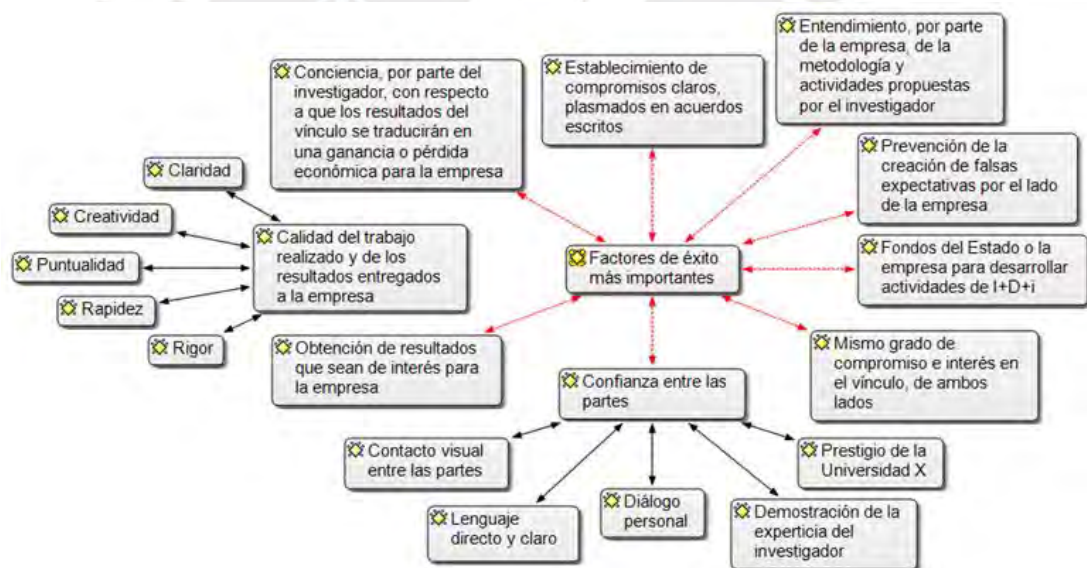 Entendimiento, por parte
de la empresa, de la
metodología y
actividades propuestas
por el investigador
Establecimiento de
compromisos claros,
plasmados en acuerdos
escritos
Conciencia, por parte del
investigador, con respecto
a que los resultados del
vínculo se traducirán en
una ganancia o pérdida
económica para la empresa
Prevención de la
creación de falsas
expectativas por el lado
de la empresa
Claridad
Creatividad
Puntualidad
Rapidez
Rigor
Calidad del trabajo
realizado y de los
resultados entregados
a la empresa
Factores de éxito
más importantes
Fondos del Estado o la
empresa para desarrollar
actividades de I+D+i
Obtención de resultados
que sean de interés para
la empresa
Mismo grado de
compromiso e interés en
el vínculo, de ambos
lados
Confianza entre las
partes
Contacto visual
entre las partes
Lenguaje
directo y claro
Diálogo
personal
Demostración de la
experticia del
investigador
Prestigio de la
Universidad X